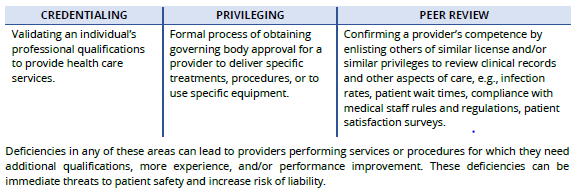 CREDENTIALING
PRIVILEGING
PEER REVIEW
Validating an individual's
professional qualifications
to provide health care
services.
Formal process of obtaining
governing body approval for a
provider to deliver specific
treatments, procedures, or to
use specific equipment.
Confirming a provider's competence by
enlisting others of similar license and/or
similar privileges to review clinical records
and other aspects of care, e.g., infection
rates, patient wait times, compliance with
medical staff rules and regulations, patient
satisfaction surveys.
Deficiencies in any of these areas can lead to providers performing services or procedures for which they need
additional qualifications, more experience, and/or performance improvement. These deficiencies can be
immediate threats to patient safety and increase risk of liability.